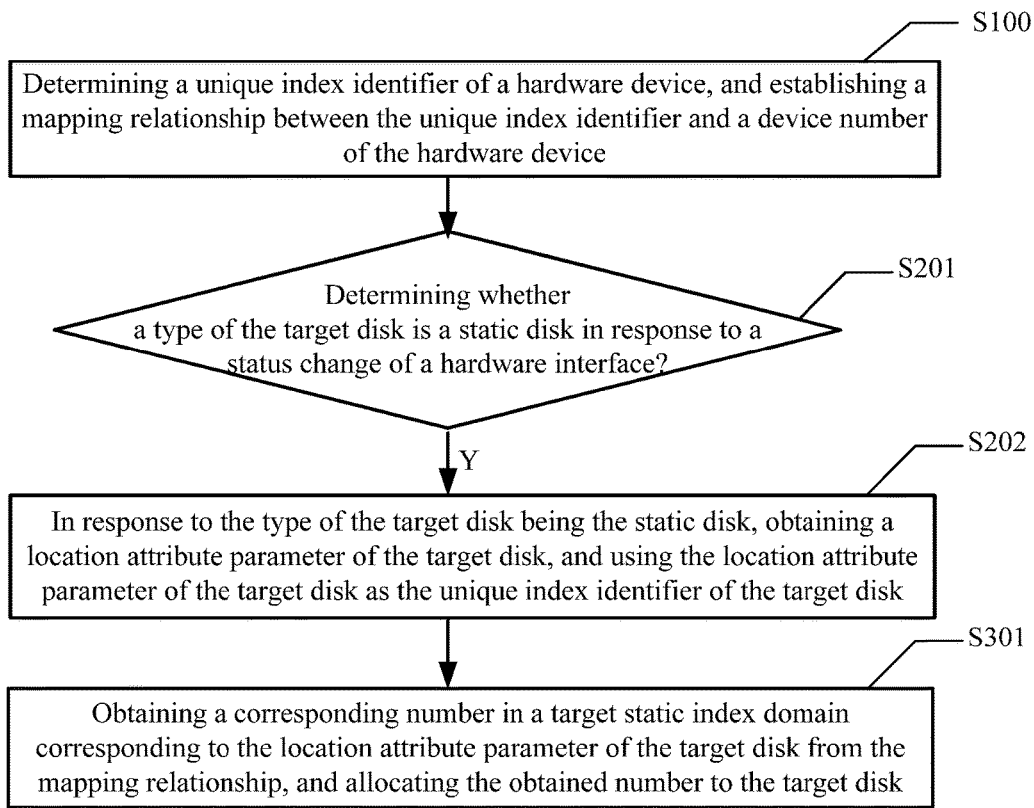 S100
Determining a unique index identifier of a hardware device, and establishing a
mapping relationship between the unique index identifier and a device number
of the hardware device
S201
Determining whether
a type of the target disk is a static disk in response to a
status change of a hardware interface?
Y
S202
In response to the type of the target disk being the static disk, obtaining a
location attribute parameter of the target disk, and using the location attribute
parameter of the target disk as the unique index identifier of the target disk
S301
Obtaining a corresponding number in a target static index domain
corresponding to the location attribute parameter of the target disk from the
mapping relationship, and allocating the obtained number to the target disk